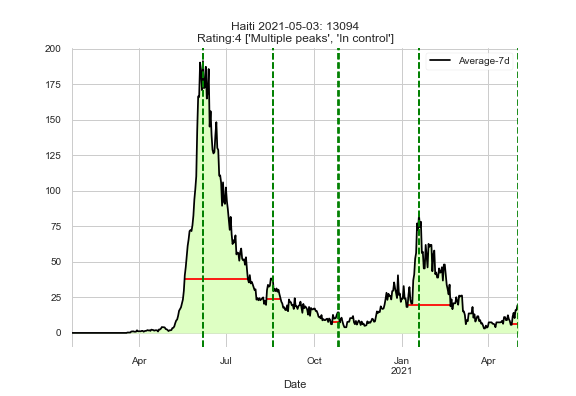 Haiti 2021-05-03: 13094
Rating:4 ['Multiple peaks', 'In control']
Average-7d
200
175
150
125
100
75
50
25
0
Apr
Jul
Oct
Jan
2021
Apr
Date